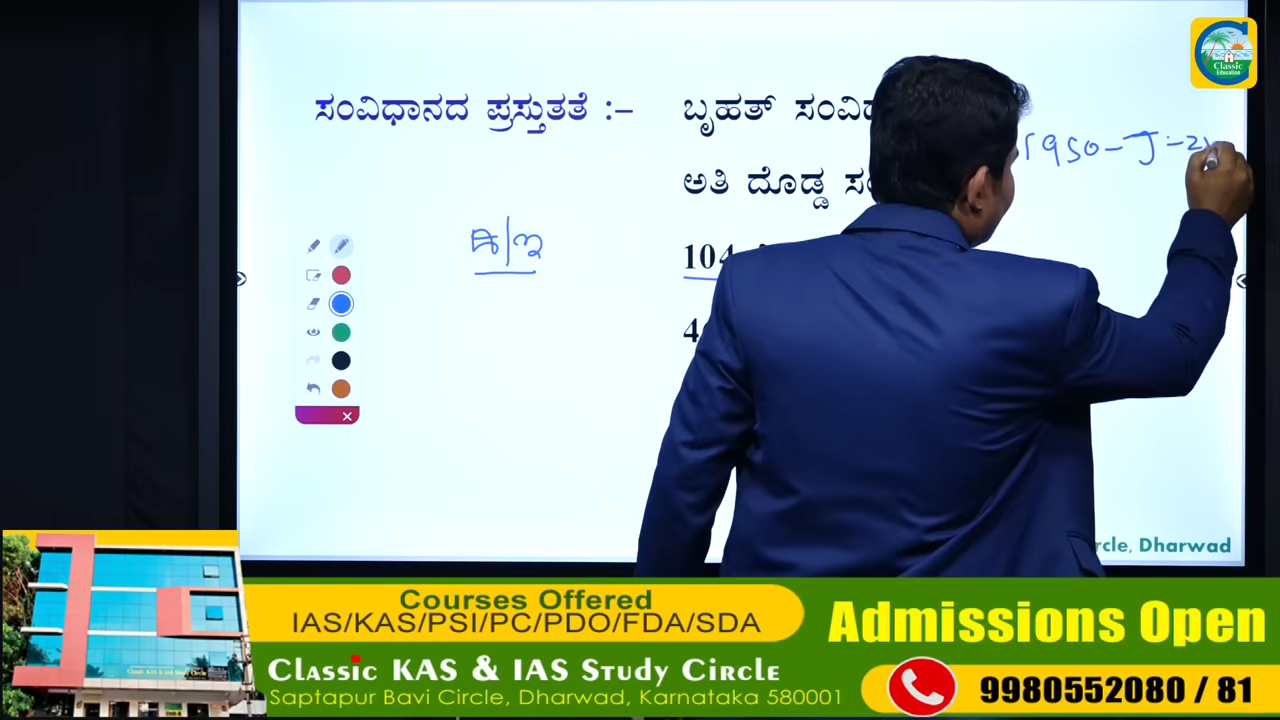 Classic
Education
ಸಂವಿಧಾನದ ಪ್ರಸ್ತುತತೆ :– ಬೃಹತ್
1950 – J –
ಅತಿ ದೊಡ್ಡ
104
4
rcle, Dharwad
Courses Offered
IAS/KAS/PSI/PC/PDO/FDA/SDA
Classic KAS & IAS Study Circle
Saptapur Bavi Circle, Dharwad, Karnataka 580001
Admissions Open
9980552080 / 81